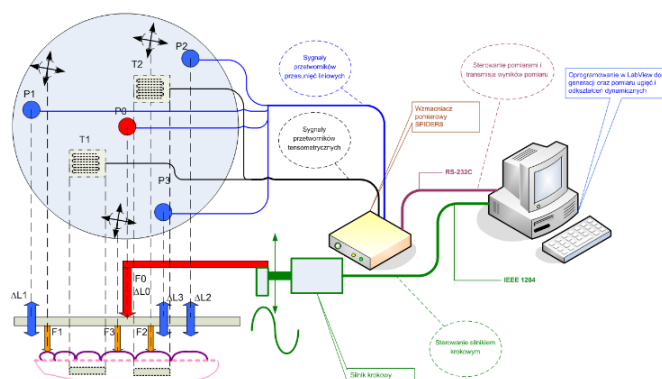 P2
T2
P1
P0
T1
P3
Sygnały
przetworników
przesunięć liniowych
Sterowanie pomiarami i
transmisja wyników pomiaru
Oprogramowanie w LabView do
generacji oraz pomiaru ugięć i
odkształceń dynamicznych
Wzmacniacz
pomiarowy
SPIDER8
Sygnały
przetworników
tensometrycznych
RS-232C
IEEE 1284
F0
ΔL0
ΔL1
ΔL3
ΔL2
F1
F3
F2
Sterowanie silnikiem
krokowym
Silnik krokowy